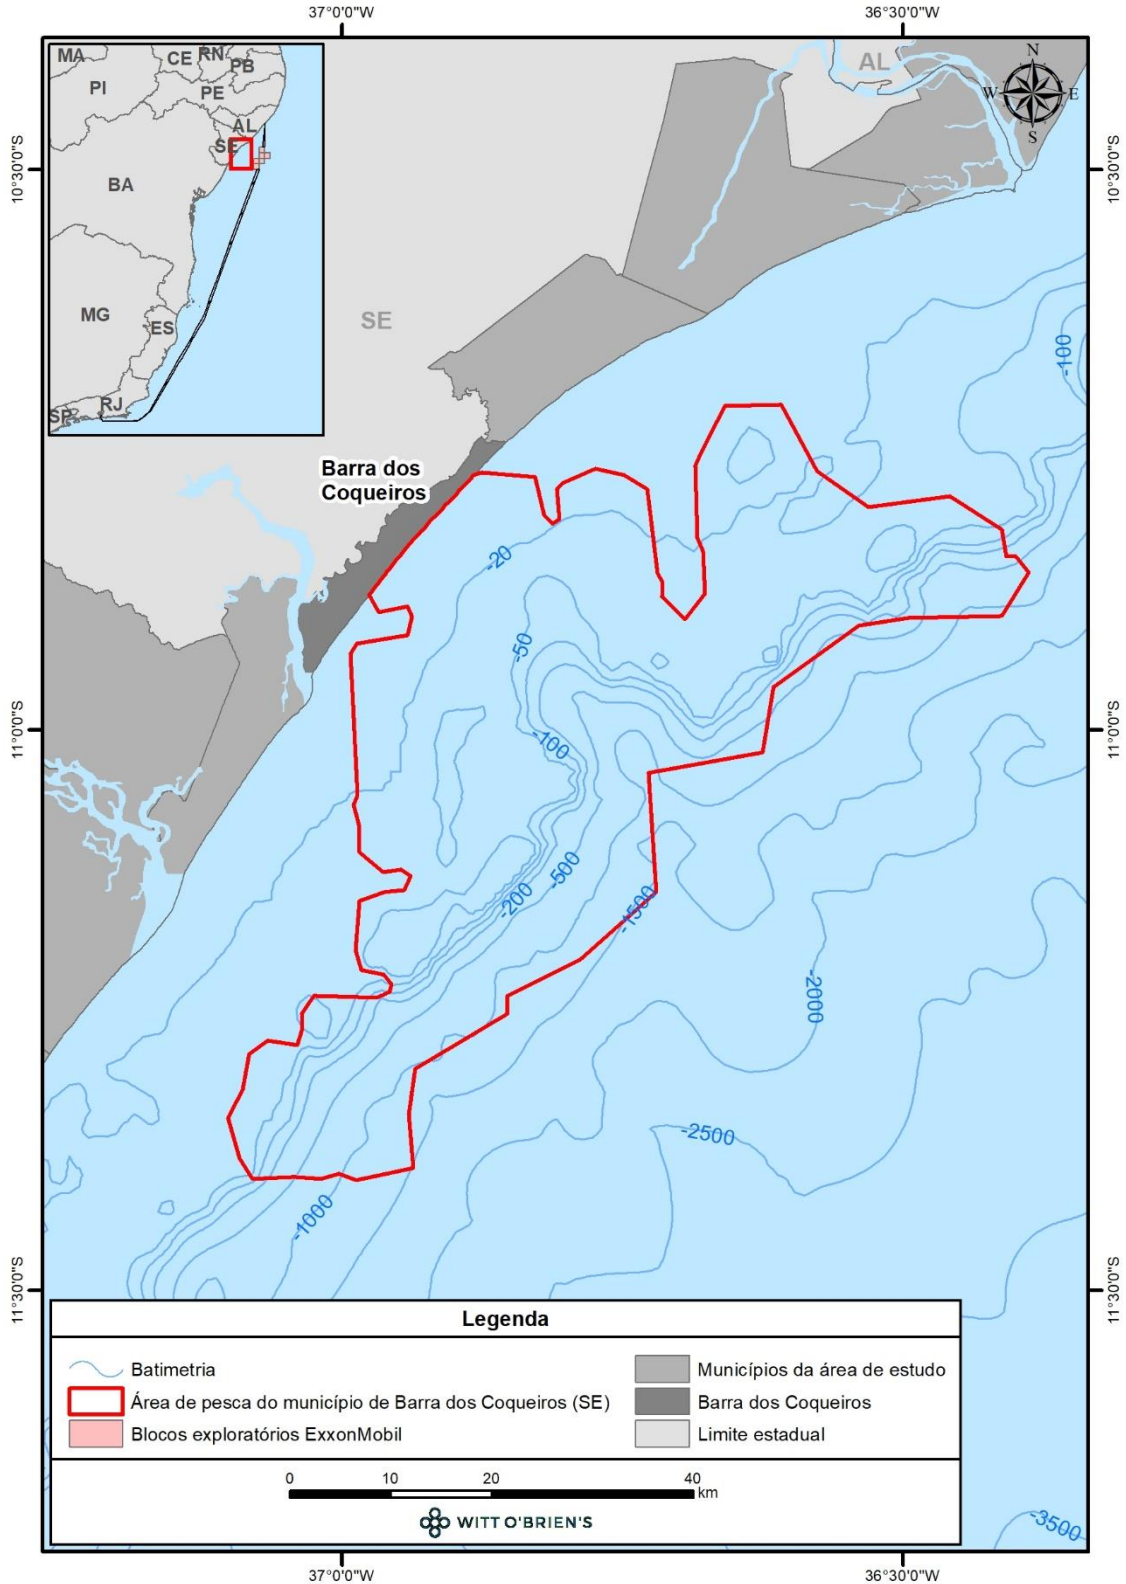 37°0'0"W
36°30'0"W
MA
CE
RN
PB
PI
PE
AL
SE
BA
MG
ES
RJ
SP
AL
N
W
E
S
10°30'0"S
10°30'0"S
SE
-100
Barra dos
Coqueiros
-20
-50
-100
11°0'0"S
11°0'0"S
-500
-200
-1500
-2000
-2500
-1000
11°30'0"S
11°30'0"S
Legenda
Batimetria
Área de pesca do município de Barra dos Coqueiros (SE)
Blocos exploratórios ExxonMobil
Municípios da área de estudo
Barra dos Coqueiros
Limite estadual
0 10 20 40
km
WITT O'BRIEN'S
-3500
37°0'0"W
36°30'0"W